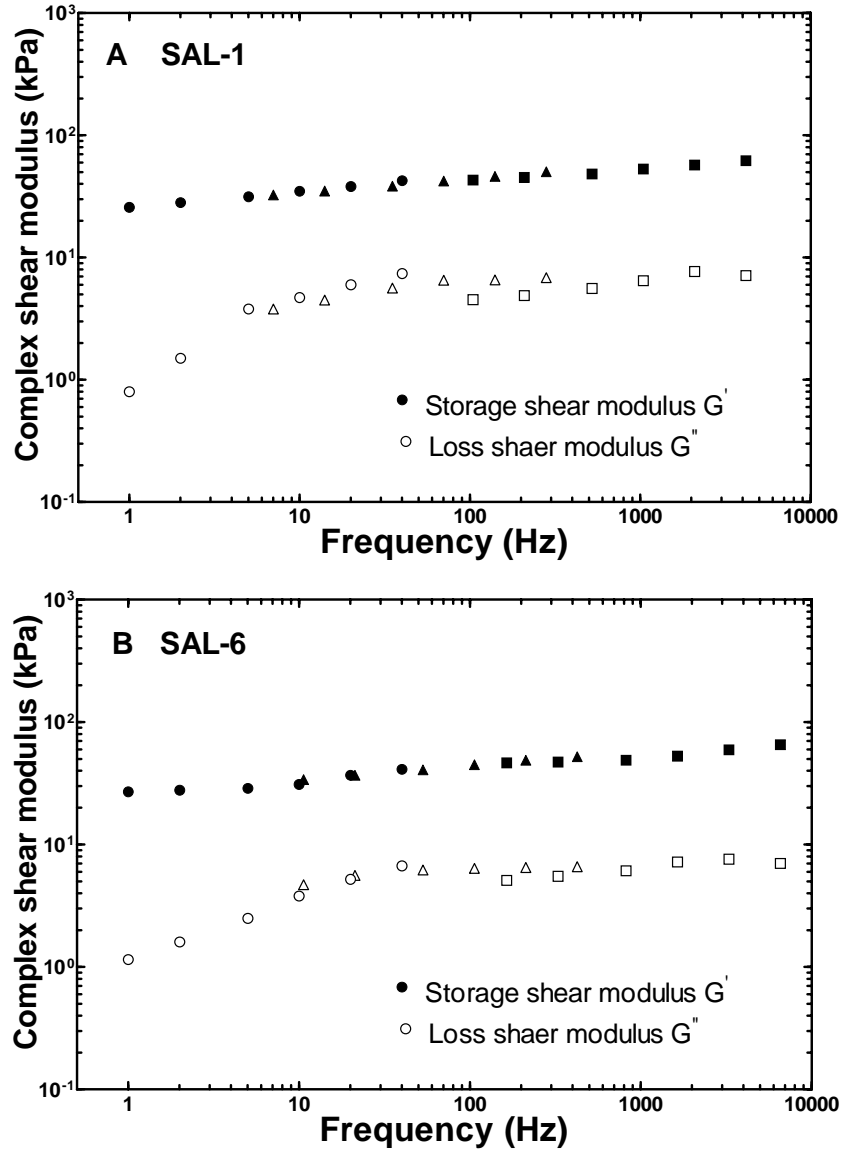 A SAL-1
Complex shear modulus (kPa)
10³
10²
10¹
10⁰
10⁻¹
Storage shear modulus G'
Loss shaer modulus G"
1 10 100 1000 10000
Frequency (Hz)
B SAL-6
Complex shear modulus (kPa)
10³
10²
10¹
10⁰
10⁻¹
Storage shear modulus G'
Loss shaer modulus G"
1 10 100 1000 10000
Frequency (Hz)